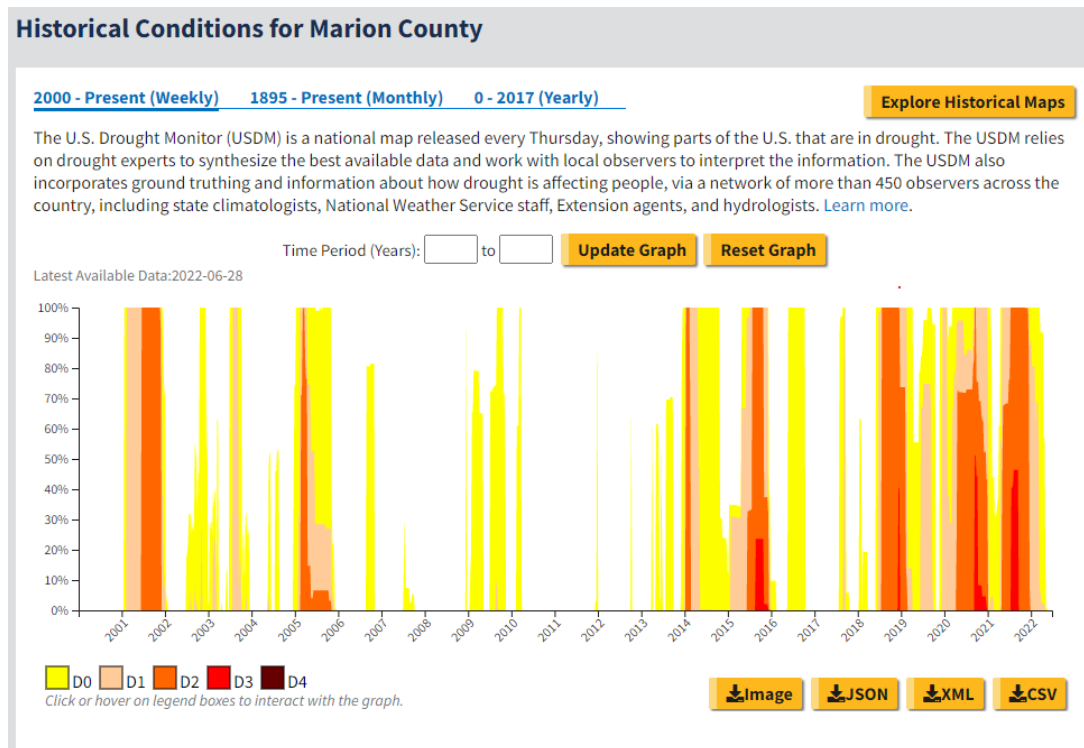 Historical Conditions for Marion County
2000 - Present (Weekly) 1895 - Present (Monthly) 0 - 2017 (Yearly)
Explore Historical Maps
The U.S. Drought Monitor (USDM) is a national map released every Thursday, showing parts of the U.S. that are in drought. The USDM relies
on drought experts to synthesize the best available data and work with local observers to interpret the information. The USDM also
incorporates ground truthing and information about how drought is affecting people, via a network of more than 450 observers across the
country, including state climatologists, National Weather Service staff, Extension agents, and hydrologists. Learn more.
Time Period (Years): to Update Graph Reset Graph
Latest Available Data:2022-06-28
100%
90%
80%
70%
60%
50%
40%
30%
20%
10%
0%
2001 2002 2003 2004 2005 2006 2007 2008 2009 2010 2011 2012 2013 2014 2015 2016 2017 2018 2019 2020 2021 2022
D0 D1 D2 D3 D4
Click or hover on legend boxes to interact with the graph.
Image JSON XML CSV